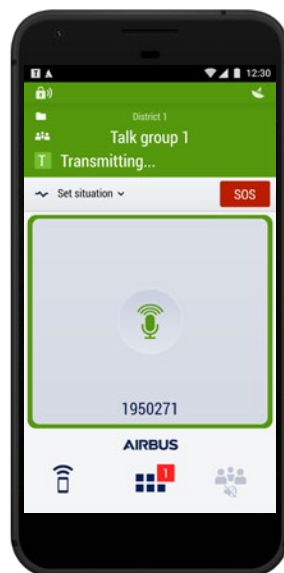 12:30
District 1
Talk group 1
T Transmitting...
Set situation
SOS
1950271
AIRBUS
1